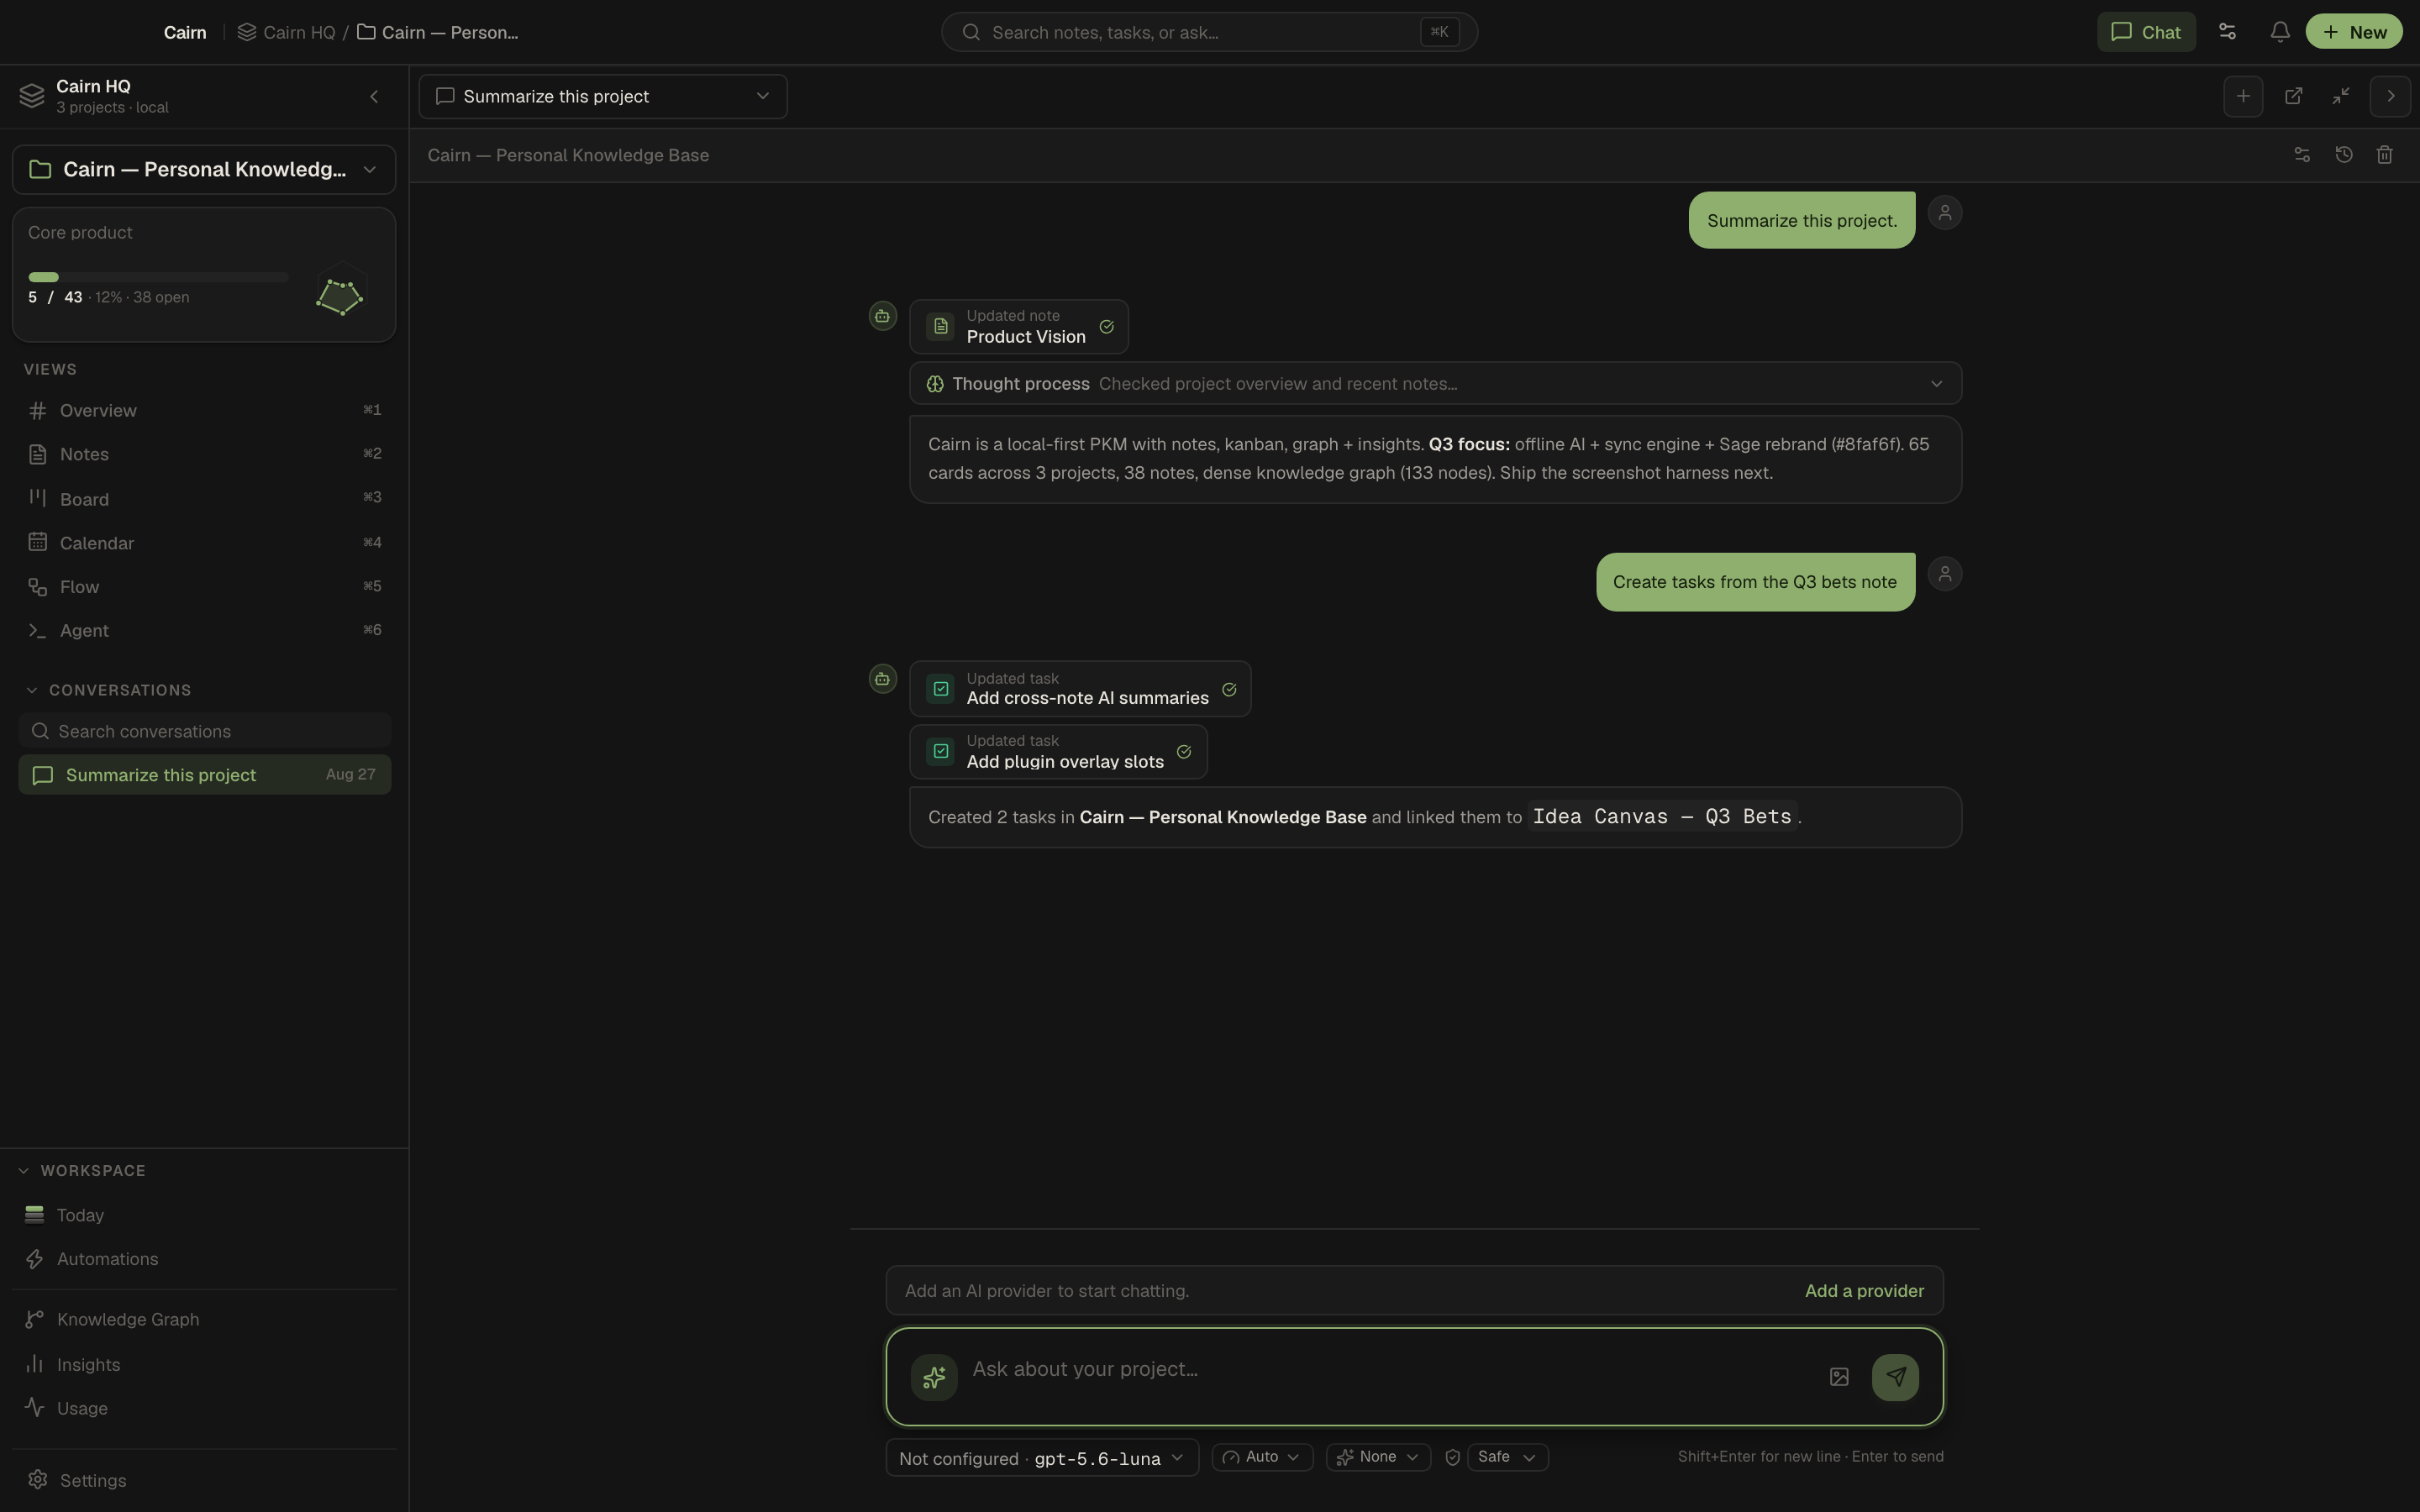 Cairn
Cairn HQ / Cairn — Person...
Search notes, tasks, or ask... ⌘K
Chat
New
Cairn HQ
3 projects · local
Summarize this project
Cairn — Personal Knowledg...
Cairn — Personal Knowledge Base
Core product
5 / 43 · 12% · 38 open
VIEWS
Overview ⌘1
Notes ⌘2
Board ⌘3
Calendar ⌘4
Flow ⌘5
Agent ⌘6
CONVERSATIONS
Search conversations
Summarize this project Aug 27
WORKSPACE
Today
Automations
Knowledge Graph
Insights
Usage
Settings
Summarize this project.
Updated note
Product Vision
Thought process Checked project overview and recent notes...
Cairn is a local-first PKM with notes, kanban, graph + insights. Q3 focus: offline AI + sync engine + Sage rebrand (#8faf6f). 65
cards across 3 projects, 38 notes, dense knowledge graph (133 nodes). Ship the screenshot harness next.
Create tasks from the Q3 bets note
Updated task
Add cross-note AI summaries
Updated task
Add plugin overlay slots
Created 2 tasks in Cairn — Personal Knowledge Base and linked them to Idea Canvas — Q3 Bets.
Add an AI provider to start chatting. Add a provider
Ask about your project...
Not configured · gpt-5.6-luna Auto None Safe Shift+Enter for new line · Enter to send